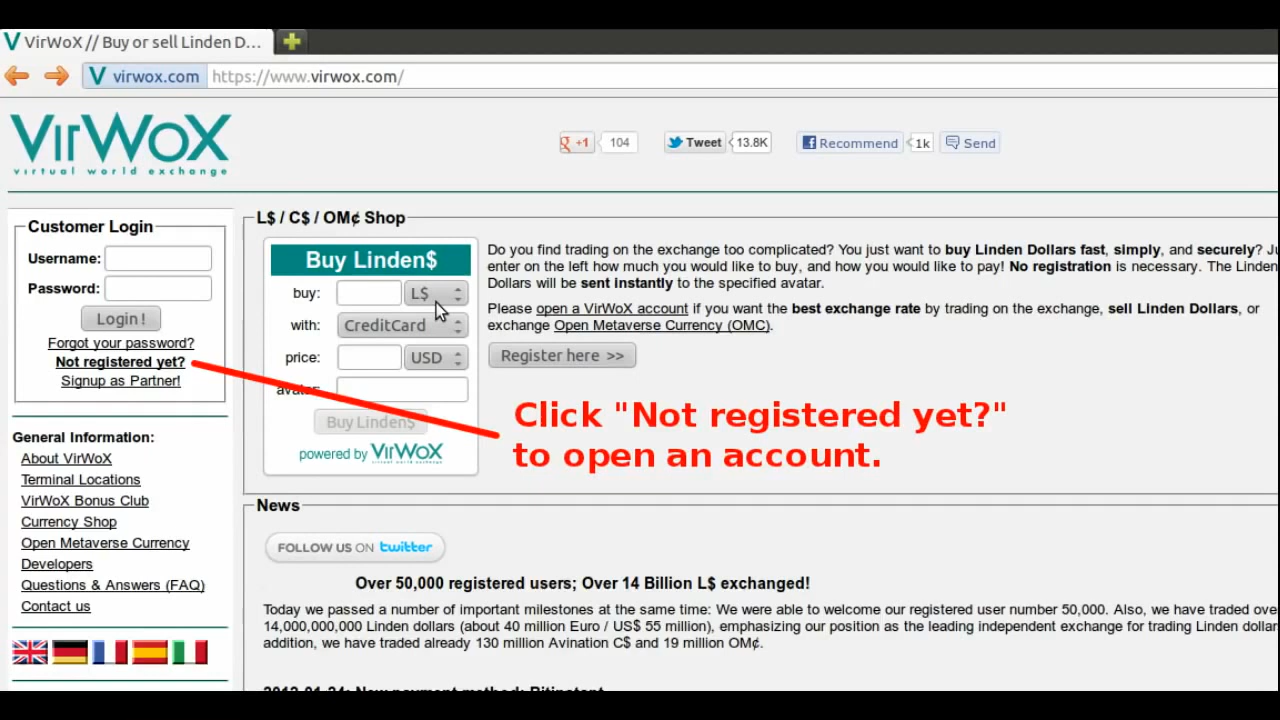 VirWoX // Buy or sell Linden D...
virwox.com https://www.virwox.com/
VirWoX
virtual world exchange
+1 104 Tweet 13.8K Recommend 1k Send
Customer Login
Username:
Password:
Login !
Forgot your password?
Not registered yet?
Signup as Partner!
General Information:
About VirWoX
Terminal Locations
VirWoX Bonus Club
Currency Shop
Open Metaverse Currency
Developers
Questions & Answers (FAQ)
Contact us
L$ / C$ / OM¢ Shop
Buy Linden$
buy: L$
with: CreditCard
price: USD
avatar:
Buy Linden$
powered by VirWoX
Do you find trading on the exchange too complicated? You just want to buy Linden Dollars fast, simply, and securely?
enter on the left how much you would like to buy, and how you would like to pay! No registration is necessary. The Linden
Dollars will be sent instantly to the specified avatar.
Please open a VirWoX account if you want the best exchange rate by trading on the exchange, sell Linden Dollars, or
exchange Open Metaverse Currency (OMC).
Register here >>
Click "Not registered yet?"
to open an account.
News
FOLLOW US ON twitter
Over 50,000 registered users; Over 14 Billion L$ exchanged!
Today we passed a number of important milestones at the same time: We were able to welcome our registered user number 50,000. Also, we have traded ove
14,000,000,000 Linden dollars (about 40 million Euro / US$ 55 million), emphasizing our position as the leading independent exchange for trading Linden dollar
addition, we have traded already 130 million Avination C$ and 19 million OM¢.
2012-01-24: New payment method: Bitinstant